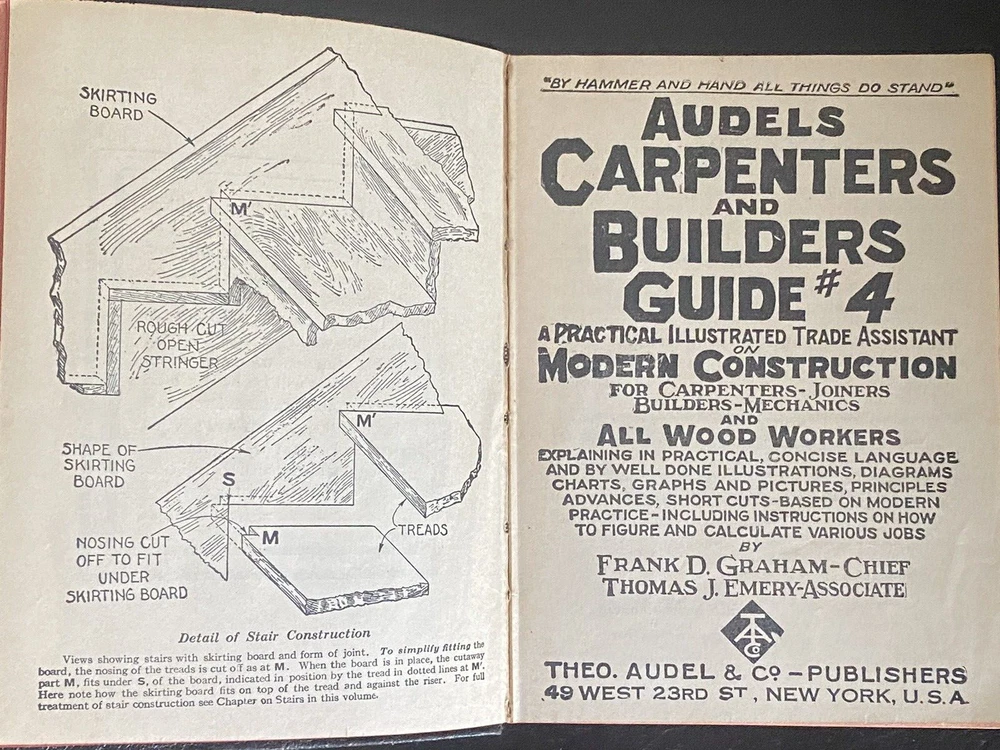 SKIRTING
BOARD
M'
ROUGH CUT
OPEN
STRINGER
M'
SHAPE OF
SKIRTING
BOARD
S
M
TREADS
NOSING CUT
OFF TO FIT
UNDER
SKIRTING BOARD
Detail of Stair Construction
Views showing stairs with skirting board and form of joint. To simplify fitting the
board, the nosing of the treads is cut off as at M. When the board is in place, the cutaway
part M, fits under S, of the board, indicated in position by the tread in dotted lines at M'.
Here note how the skirting board fits on top of the tread and against the riser. For full
treatment of stair construction see Chapter on Stairs in this volume.
"BY HAMMER AND HAND ALL THINGS DO STAND"
AUDELS
CARPENTERS
AND
BUILDERS
GUIDE #4
A PRACTICAL ILLUSTRATED TRADE ASSISTANT
ON
MODERN CONSTRUCTION
FOR CARPENTERS-JOINERS
BUILDERS-MECHANICS
AND
ALL WOOD WORKERS
EXPLAINING IN PRACTICAL, CONCISE LANGUAGE
AND BY WELL DONE ILLUSTRATIONS, DIAGRAMS
CHARTS, GRAPHS AND PICTURES, PRINCIPLES
ADVANCES, SHORT CUTS-BASED ON MODERN
PRACTICE-INCLUDING INSTRUCTIONS ON HOW
TO FIGURE AND CALCULATE VARIOUS JOBS
BY
FRANK D. GRAHAM-CHIEF
THOMAS J. EMERY-ASSOCIATE
THEO. AUDEL & CO-PUBLISHERS
49 WEST 23RD ST, NEW YORK, U.S.A.